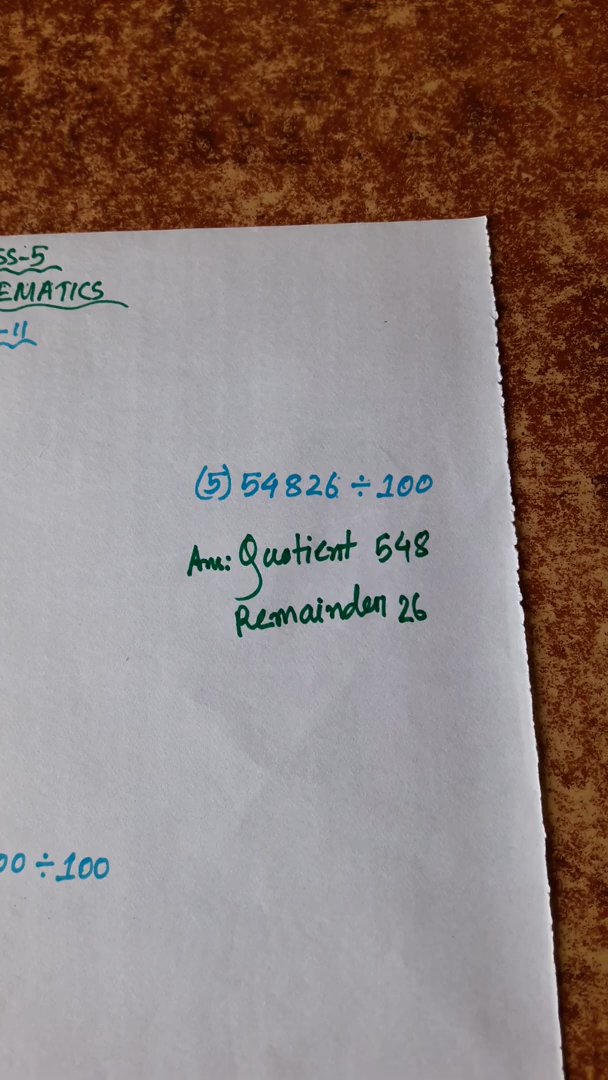 SS-5
EMATICS
-11
(5) 54826 ÷ 100
Ans: Quotient 548
Remainder 26
00 ÷ 100